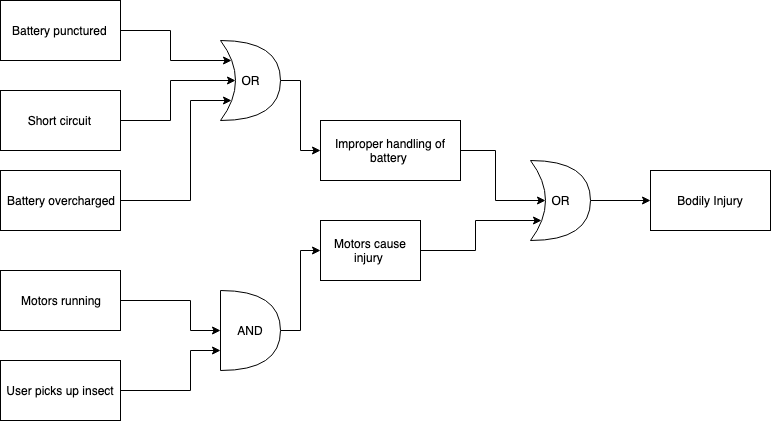 Battery punctured
OR
Short circuit
Improper handling of
battery
Battery overcharged
OR
Bodily Injury
Motors cause
injury
Motors running
AND
User picks up insect